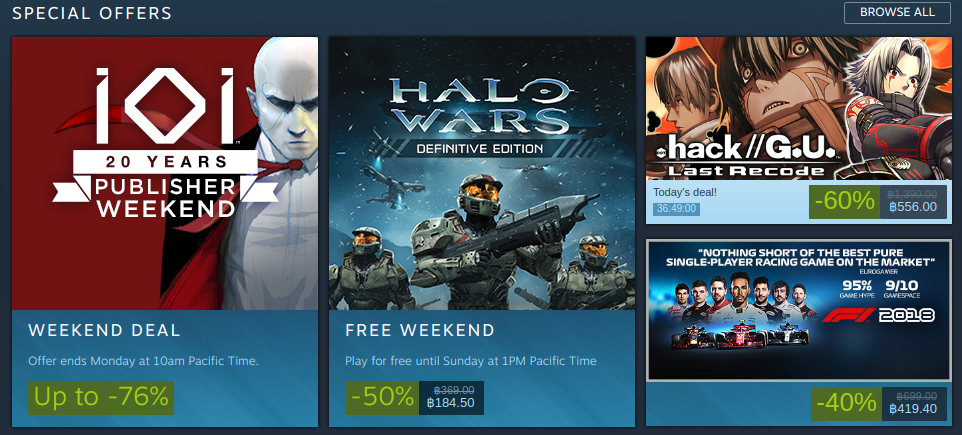 SPECIAL OFFERS
BROWSE ALL
iOi
20 YEARS
PUBLISHER
WEEKEND
WEEKEND DEAL
Offer ends Monday at 10am Pacific Time.
Up to -76%
HALO
WARS
DEFINITIVE EDITION
FREE WEEKEND
Play for free until Sunday at 1PM Pacific Time
-50%
฿369.00
฿184.50
.hack//G.U.
Last Recode
Today's deal!
36:49:00
-60%
฿1,390.00
฿556.00
"NOTHING SHORT OF THE BEST PURE
SINGLE-PLAYER RACING GAME ON THE MARKET"
EUROGAMER
95% 9/10
GAME HYPE GAMESPACE
F1 2018
-40%
฿699.00
฿419.40